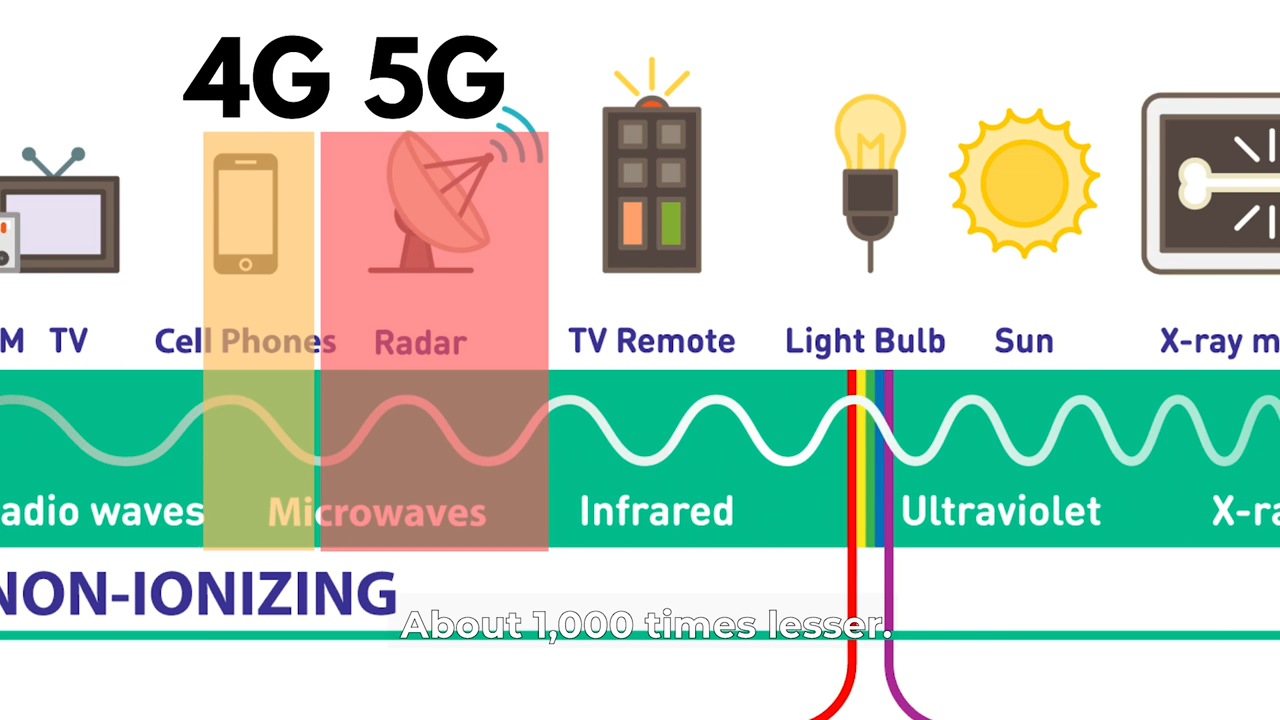 4G 5G
M TV Cell Phones Radar TV Remote Light Bulb Sun X-ray m
adio waves Microwaves Infrared Ultraviolet X-ra
NON-IONIZING
About 1,000 times lesser.